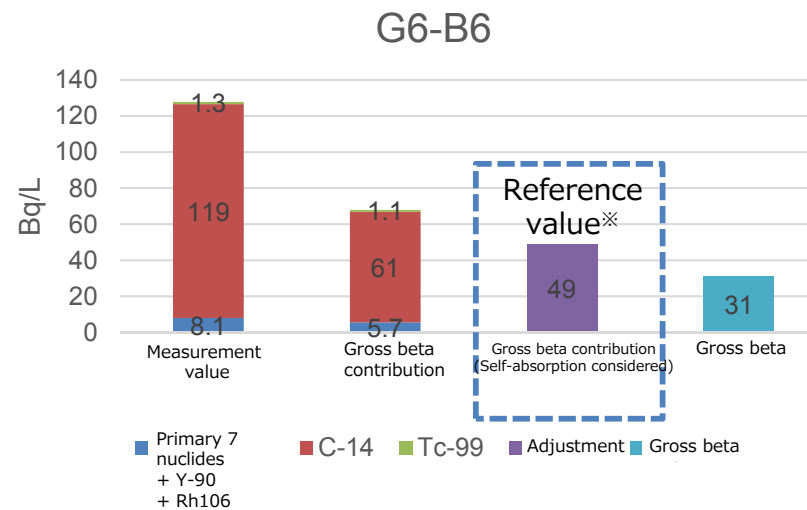 G6-B6
Bq/L
140
120
100
80
60
40
20
0
1.3
119
8.1
1.1
61
5.7
Reference
value※
49
31
Measurement
value
Gross beta
contribution
Gross beta contribution
(Self-absorption considered)
Gross beta
Primary 7
nuclides
+ Y-90
+ Rh106
C-14
Tc-99
Adjustment
Gross beta